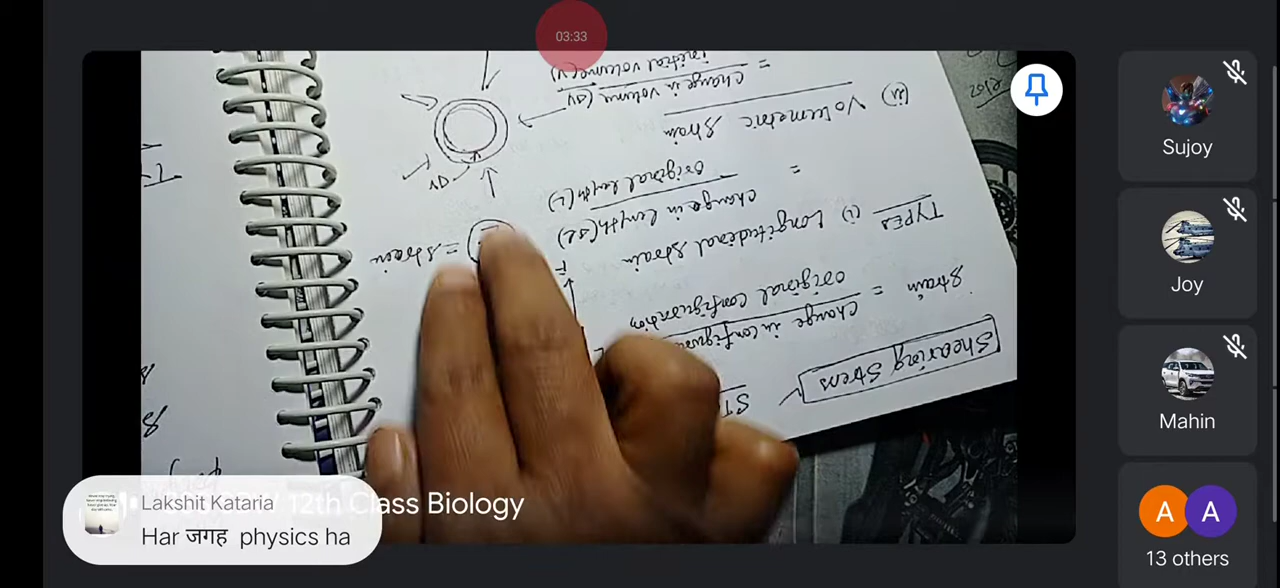 03:33
Shearing Stress
Strain = change in
original configuration
TYPES (i) Longitudinal strain
= change in length (ΔL)
original length (L)
(ii) Volumetric strain
= change in volume (ΔV
initial volume (V)
ΔV
V
F
= strain
Sujoy
Joy
Mahin
A A
13 others
12th Class Biology
Lakshit Kataria
Har जगह physics ha